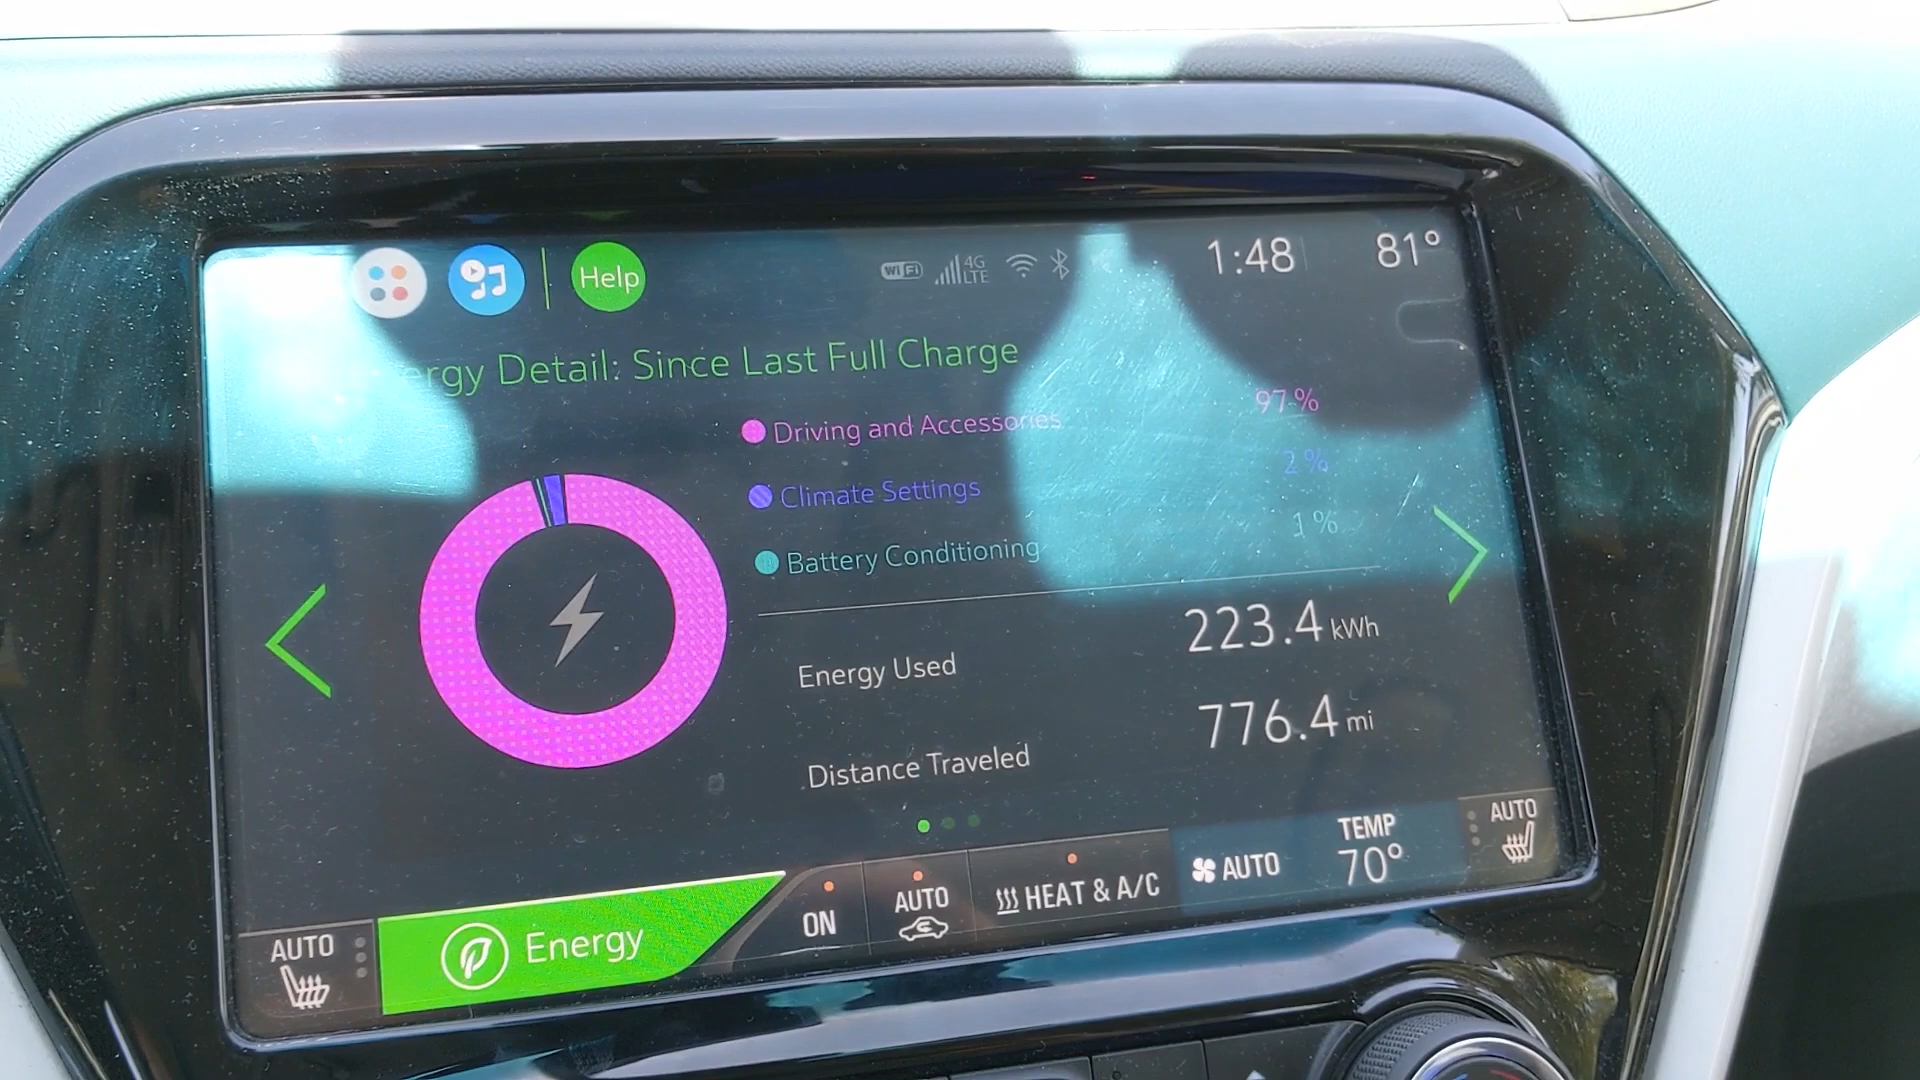 Help WiFi 4G LTE 1:48 81°
ergy Detail: Since Last Full Charge
Driving and Accessories 97%
Climate Settings 2%
Battery Conditioning 1%
Energy Used 223.4 kWh
Distance Traveled 776.4 mi
AUTO Energy ON AUTO HEAT & A/C AUTO TEMP 70° AUTO